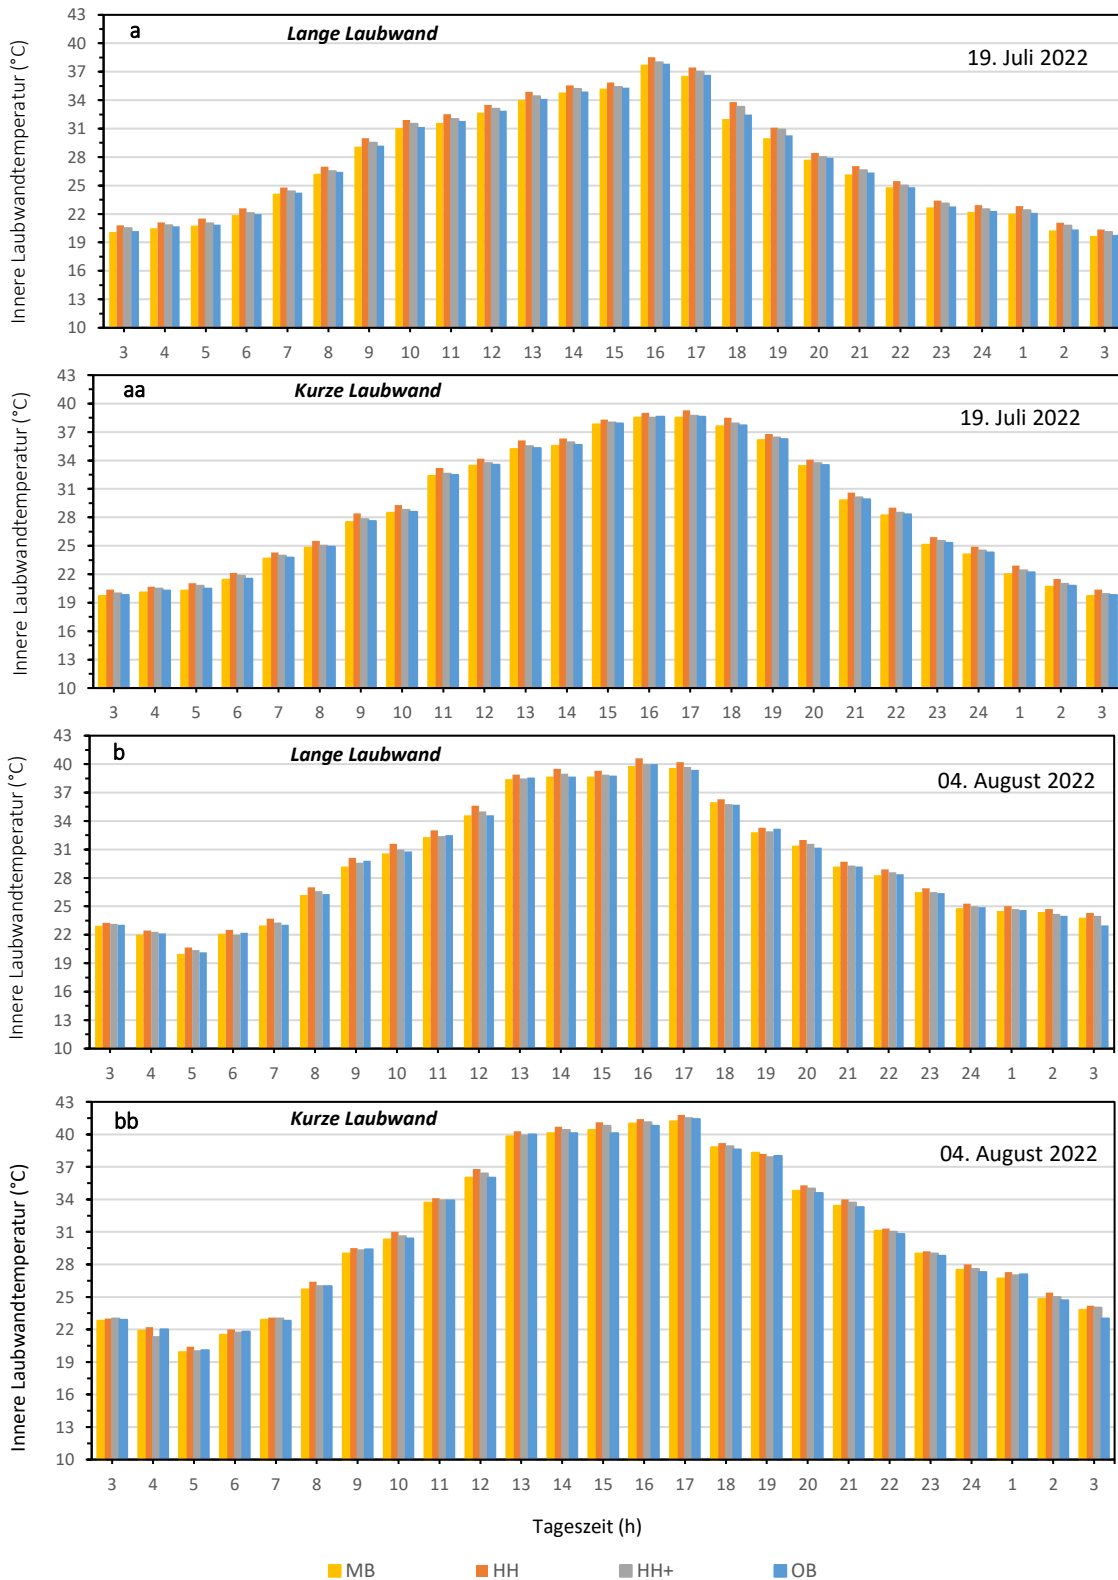 a
Lange Laubwand
19. Juli 2022
Innere Laubwandtemperatur (°C)
43
40
37
34
31
28
25
22
19
16
13
10
3 4 5 6 7 8 9 10 11 12 13 14 15 16 17 18 19 20 21 22 23 24 1 2 3
aa
Kurze Laubwand
19. Juli 2022
Innere Laubwandtemperatur (°C)
43
40
37
34
31
28
25
22
19
16
13
10
3 4 5 6 7 8 9 10 11 12 13 14 15 16 17 18 19 20 21 22 23 24 1 2 3
b
Lange Laubwand
04. August 2022
Innere Laubwandtemperatur (°C)
43
40
37
34
31
28
25
22
19
16
13
10
3 4 5 6 7 8 9 10 11 12 13 14 15 16 17 18 19 20 21 22 23 24 1 2 3
bb
Kurze Laubwand
04. August 2022
Innere Laubwandtemperatur (°C)
43
40
37
34
31
28
25
22
19
16
13
10
3 4 5 6 7 8 9 10 11 12 13 14 15 16 17 18 19 20 21 22 23 24 1 2 3
Tageszeit (h)
MB HH HH+ OB